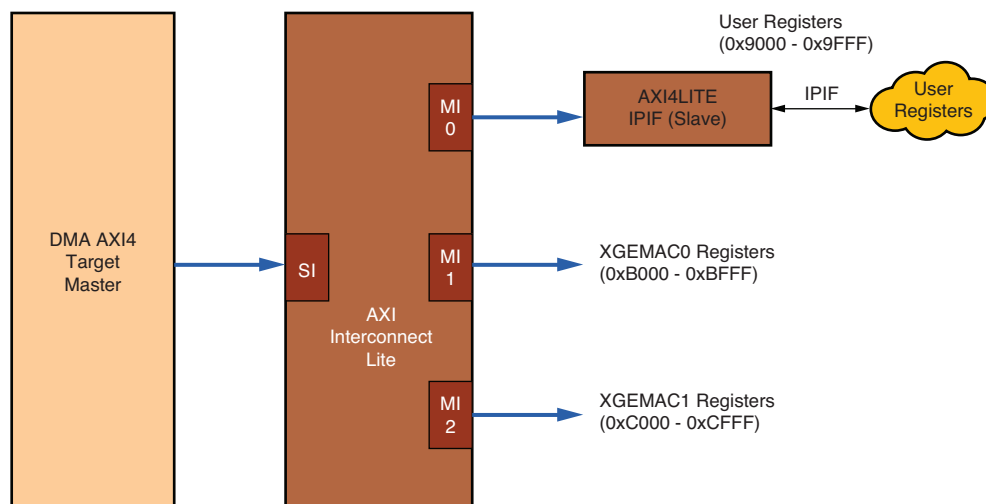 User Registers
(0x9000 - 0x9FFF)
MI
0
AXI4LITE
IPIF (Slave)
IPIF
User
Registers
DMA AXI4
Target
Master
SI
MI
1
XGEMAC0 Registers
(0xB000 - 0xBFFF)
AXI
Interconnect
Lite
MI
2
XGEMAC1 Registers
(0xC000 - 0xCFFF)